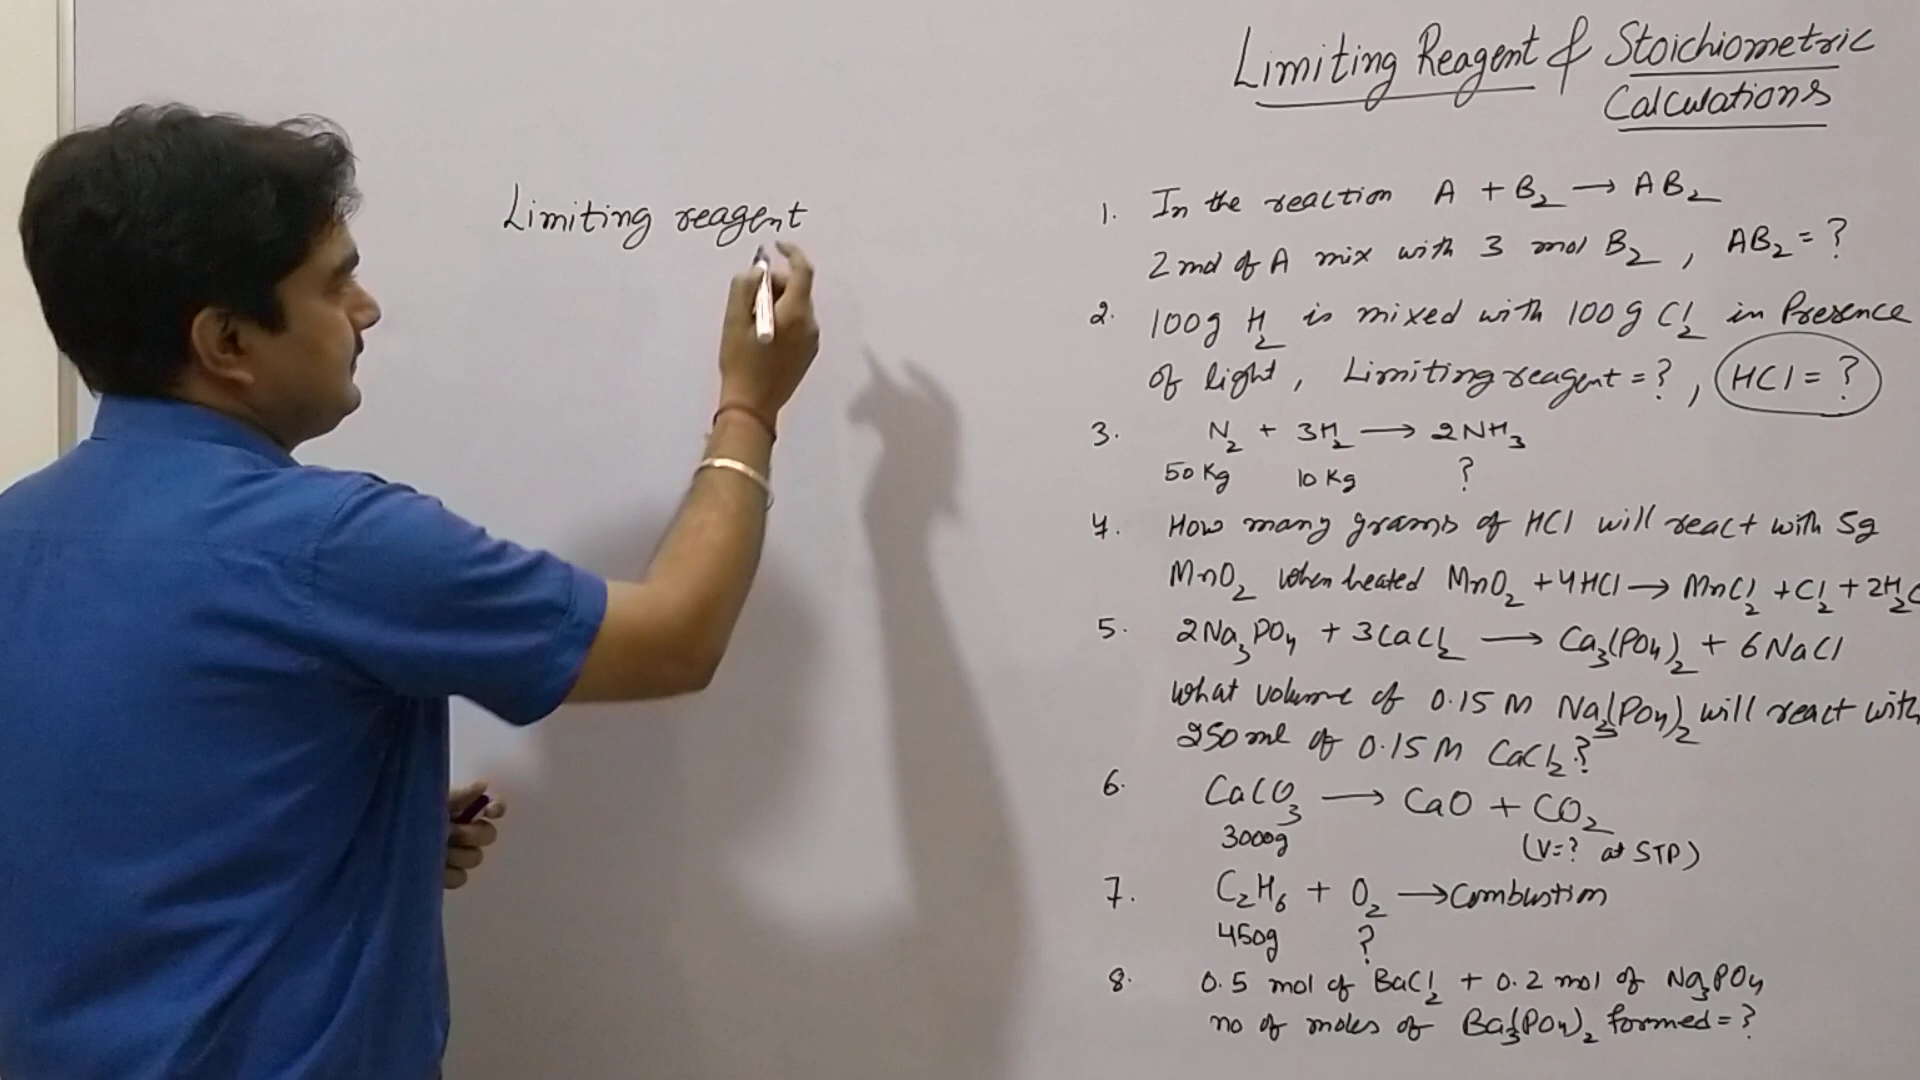 Limiting Reagent & Stoichiometric
Calculations
Limiting reagent
1. In the reaction A + B₂ → AB₂
2 mol of A mix with 3 mol B₂, AB₂ = ?
2. 100g H₂ is mixed with 100g Cl₂ in Presence
of light, Limiting reagent = ?, HCl = ?
3. N₂ + 3H₂ → 2NH₃
50 Kg 10 Kg ?
4. How many grams of HCl will react with 5g
MnO₂ when heated MnO₂ + 4HCl → MnCl₂ + Cl₂ + 2H₂O
5. 2Na₃PO₄ + 3CaCl₂ → Ca₃(PO₄)₂ + 6NaCl
What volume of 0.15 M Na₃(PO₄)₂ will react with
250 ml of 0.15 M CaCl₂?
6. CaCO₃ → CaO + CO₂
3000g (V=? at STP)
7. C₂H₆ + O₂ → Combustion
450g ?
8. 0.5 mol of BaCl₂ + 0.2 mol of Na₃PO₄
no of moles of Ba₃(PO₄)₂ formed = ?